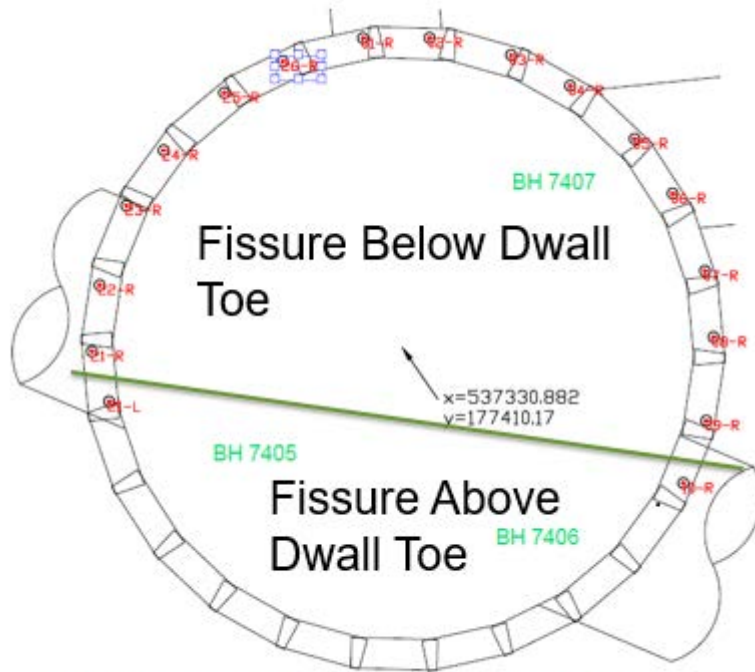 01-R
02-R
26-R
03-R
04-R
25-R
05-R
24-R
BH 7407
06-R
23-R
Fissure Below Dwall
Toe
07-R
22-R
08-R
21-R
x=537330.882
y=177410.17
21-L
09-R
BH 7405
10-R
Fissure Above
Dwall Toe
BH 7406